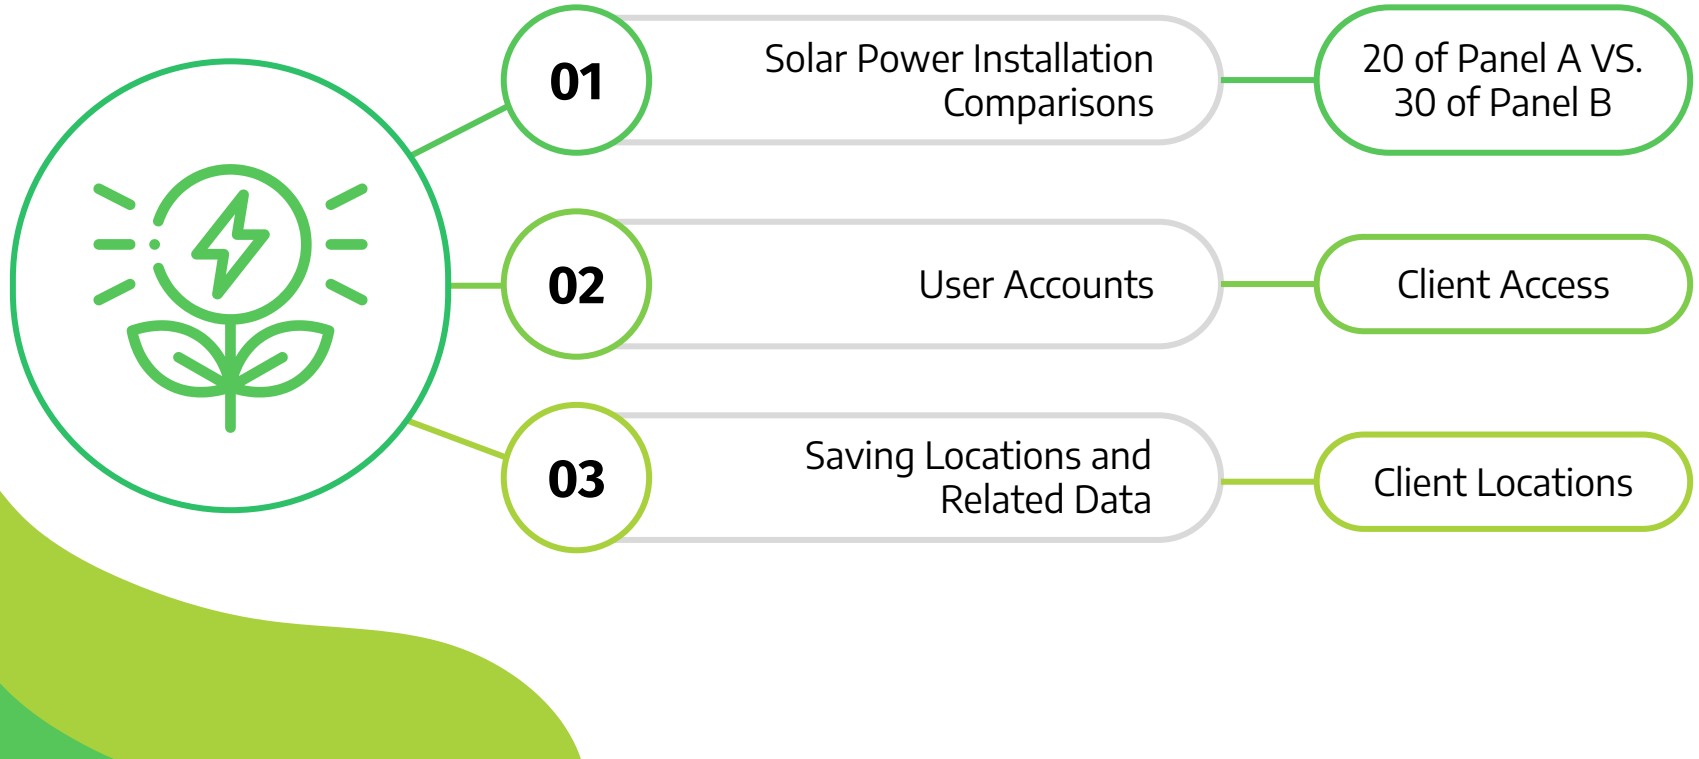 01
Solar Power Installation
Comparisons
20 of Panel A VS.
30 of Panel B
02
User Accounts
Client Access
03
Saving Locations and
Related Data
Client Locations